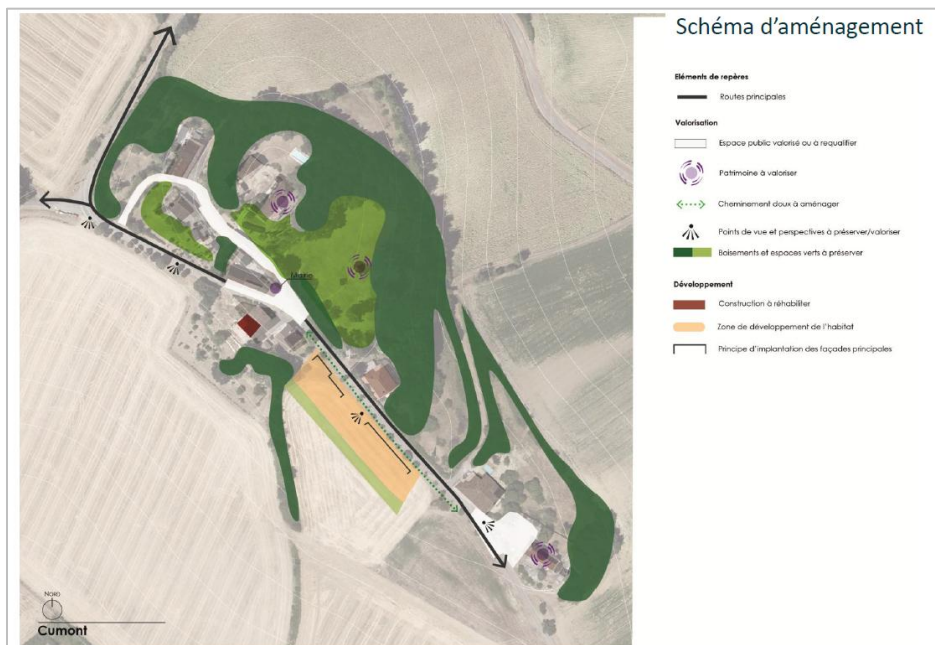 Schéma d'aménagement
Eléments de repères
Routes principales
Valorisation
Espace public valorisé ou à requalifier
Patrimoine à valoriser
Cheminement doux à aménager
Points de vue et perspectives à préserver/valoriser
Boisements et espaces verts à préserver
Développement
Construction à réhabiliter
Zone de développement de l'habitat
Principe d'implantation des façades principales
Mairie
NORD
Cumont